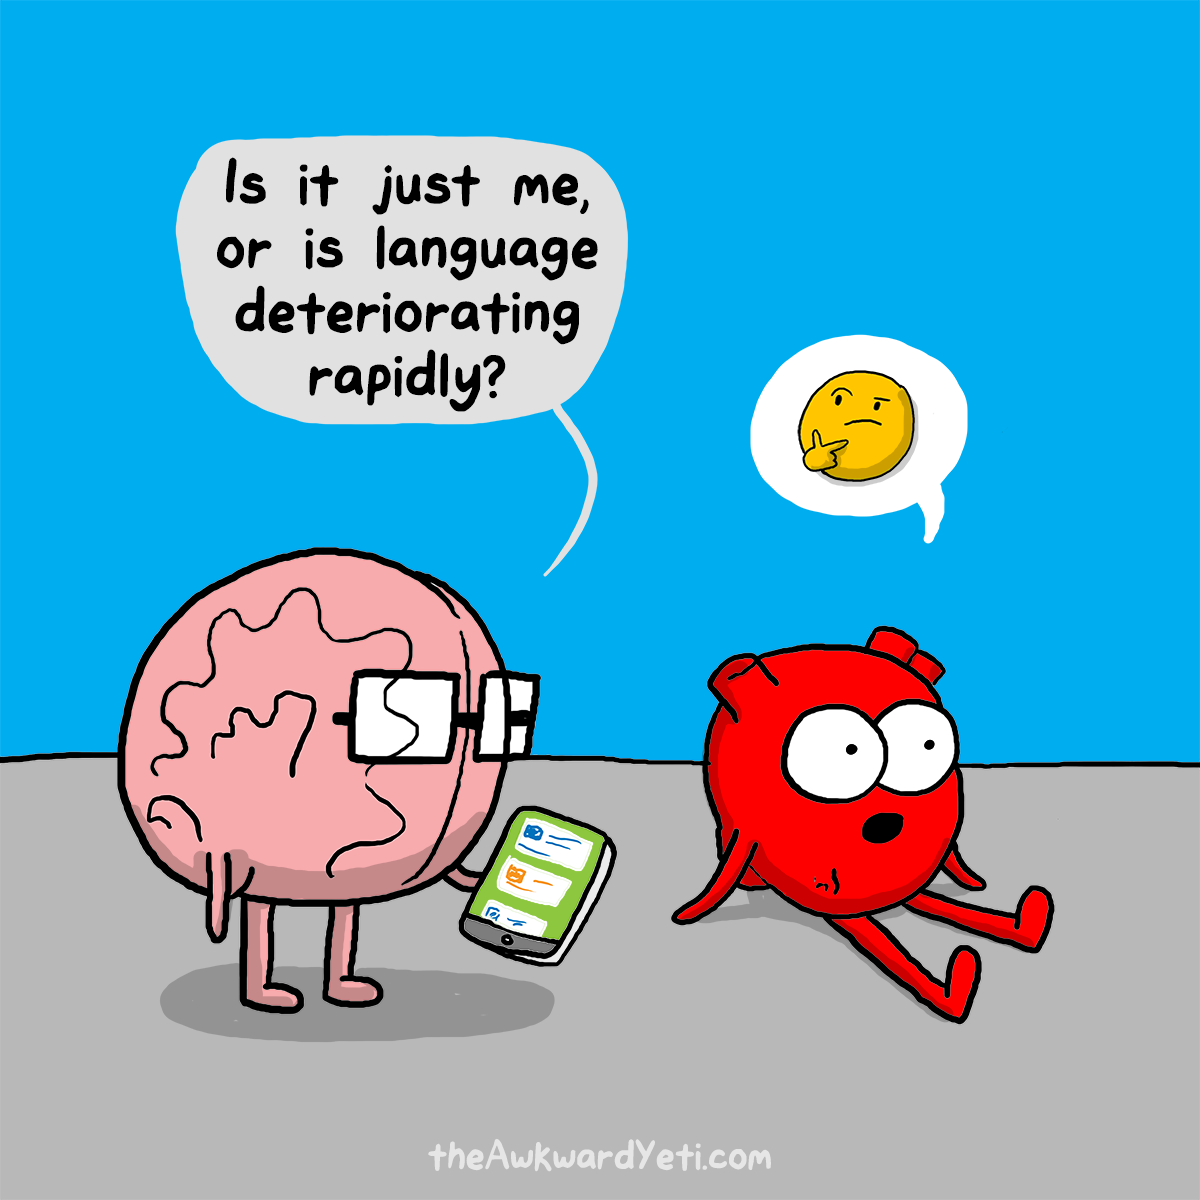 Is it just me,
or is language
deteriorating
rapidly?
theAwkwardYeti.com